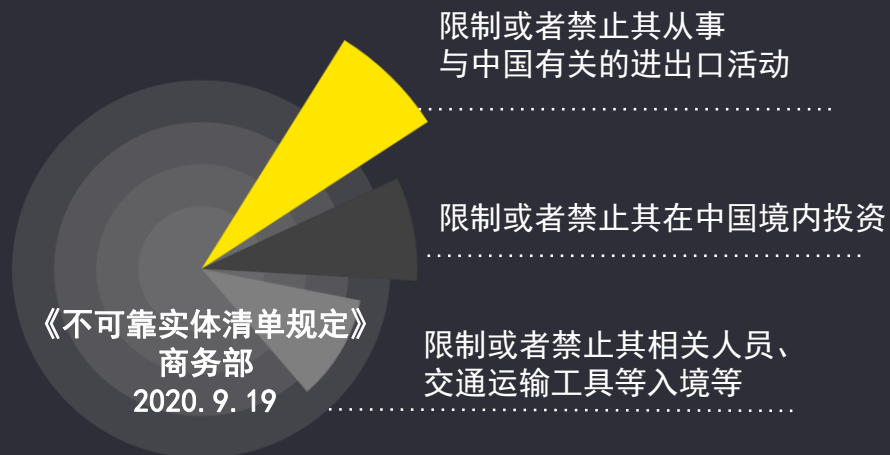 限制或者禁止其从事
与中国有关的进出口活动
限制或者禁止其在中国境内投资
《不可靠实体清单规定》
商务部
2020.9.19
限制或者禁止其相关人员、
交通运输工具等入境等